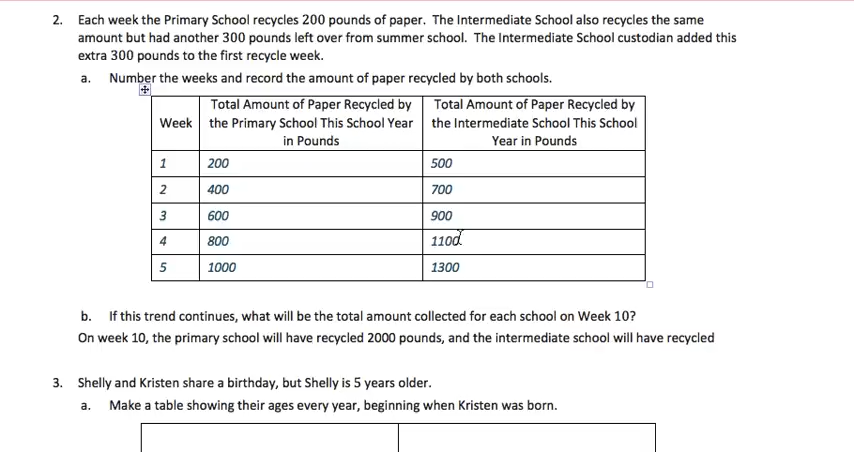 2. Each week the Primary School recycles 200 pounds of paper. The Intermediate School also recycles the same
amount but had another 300 pounds left over from summer school. The Intermediate School custodian added this
extra 300 pounds to the first recycle week.
a. Number the weeks and record the amount of paper recycled by both schools.
Week | Total Amount of Paper Recycled by the Primary School This School Year in Pounds | Total Amount of Paper Recycled by the Intermediate School This School Year in Pounds
1 | 200 | 500
2 | 400 | 700
3 | 600 | 900
4 | 800 | 1100
5 | 1000 | 1300
b. If this trend continues, what will be the total amount collected for each school on Week 10?
On week 10, the primary school will have recycled 2000 pounds, and the intermediate school will have recycled
3. Shelly and Kristen share a birthday, but Shelly is 5 years older.
a. Make a table showing their ages every year, beginning when Kristen was born.